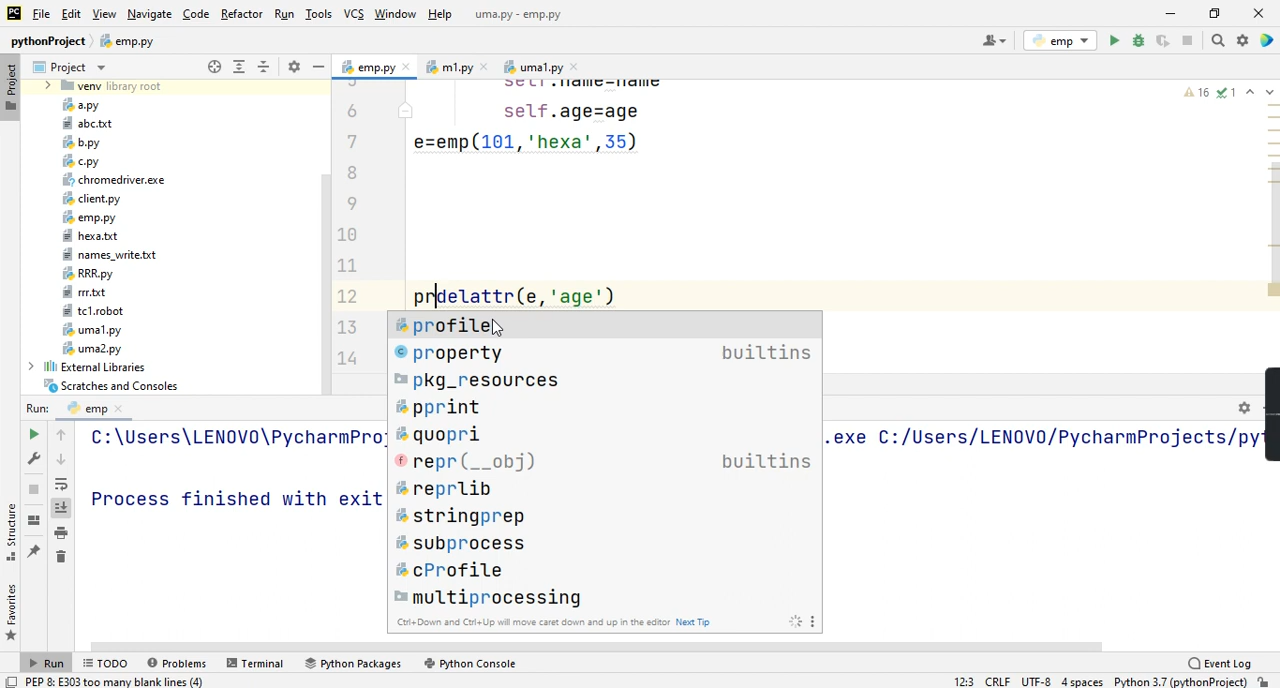 PC File Edit View Navigate Code Refactor Run Tools VCS Window Help uma.py - emp.py
pythonProject emp.py emp
Project Project emp.py m1.py uma1.py
venv library root
a.py
abc.txt
b.py
c.py
chromedriver.exe
client.py
emp.py
hexa.txt
names_write.txt
RRR.py
rrr.txt
tc1.robot
uma1.py
uma2.py
External Libraries
Scratches and Consoles
16 1
5 self.name=name
6 self.age=age
7 e=emp(101,'hexa',35)
8
9
10
11
12 prdelattr(e,'age')
13
14
profile
property builtins
pkg_resources
pprint
quopri
repr(__obj) builtins
reprlib
stringprep
subprocess
cProfile
multiprocessing
Ctrl+Down and Ctrl+Up will move caret down and up in the editor Next Tip
Run: emp
C:\Users\LENOVO\PycharmPro .exe C:/Users/LENOVO/PycharmProjects/pyt
Process finished with exit
Structure
Favorites
Run TODO Problems Terminal Python Packages Python Console Event Log
PEP 8: E303 too many blank lines (4) 12:3 CRLF UTF-8 4 spaces Python 3.7 (pythonProject)